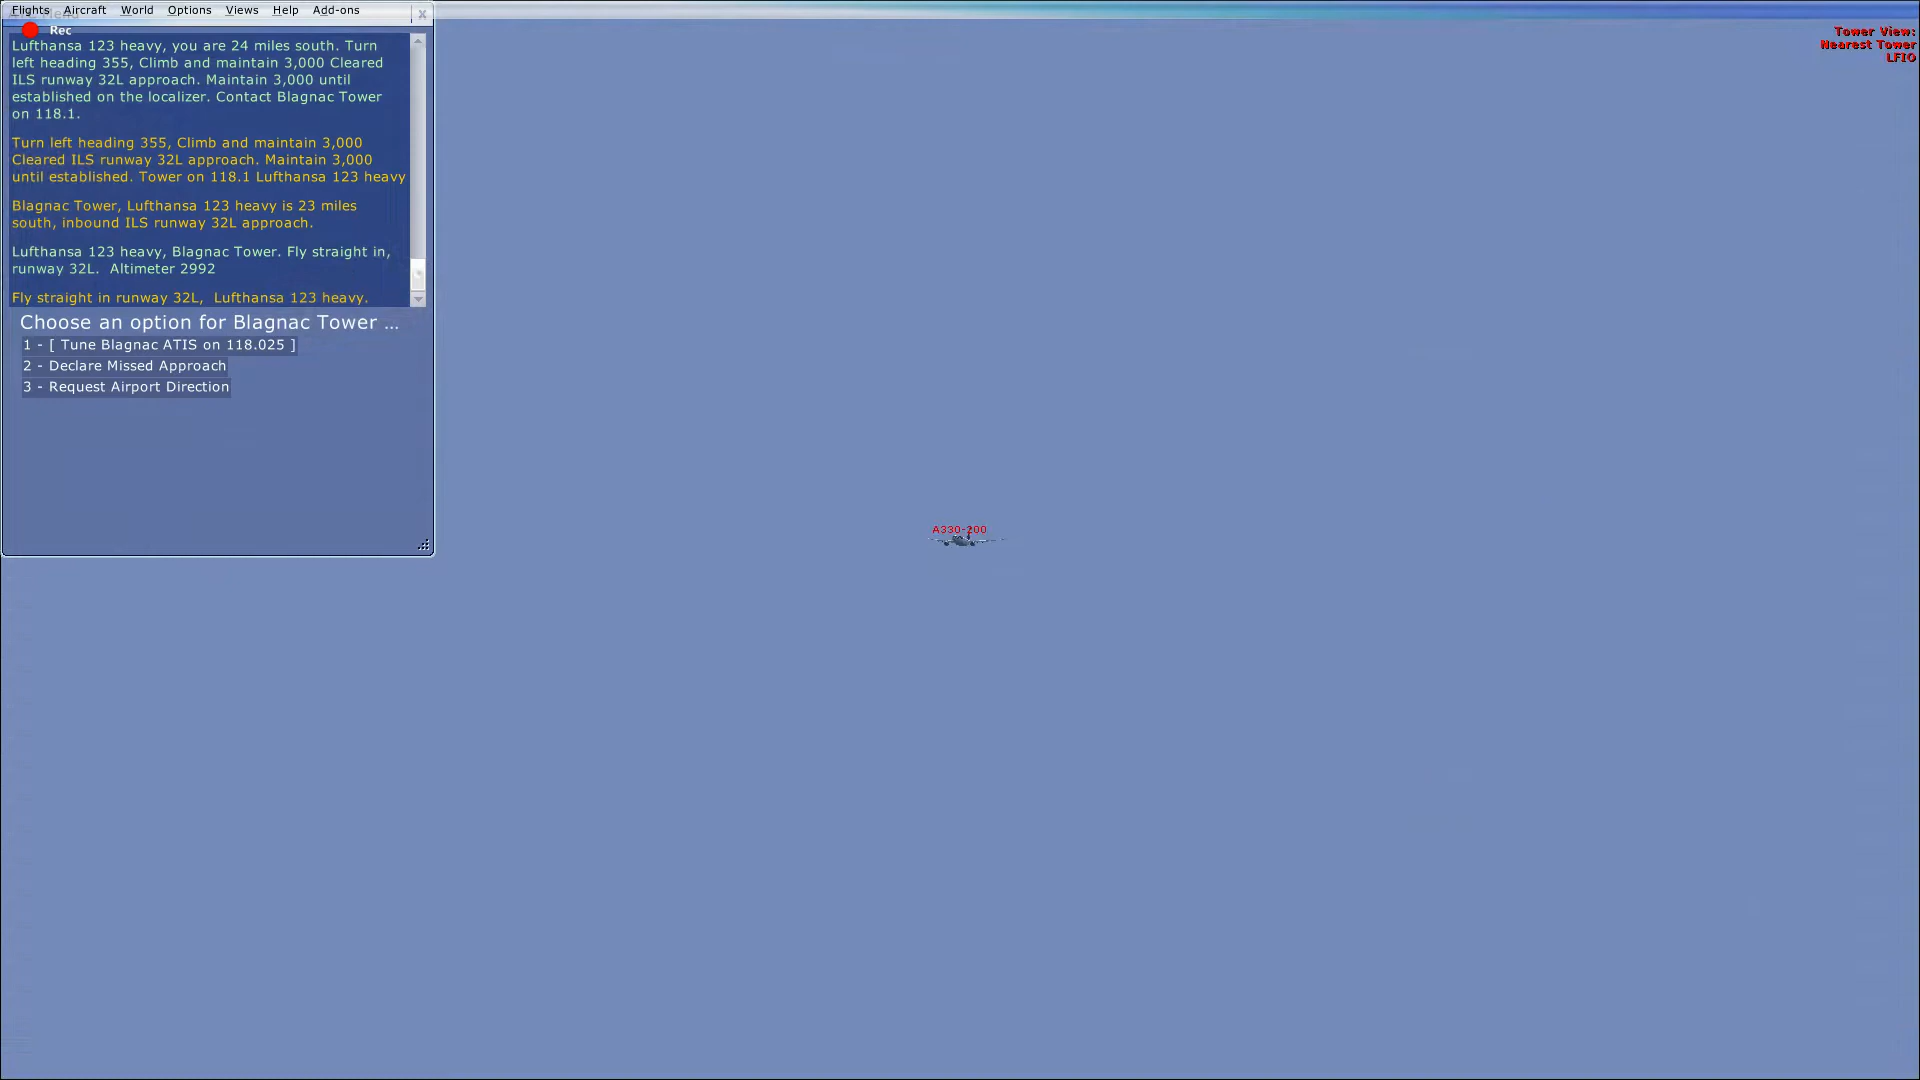 Flights Aircraft World Options Views Help Add-ons
Rec
Lufthansa 123 heavy, you are 24 miles south. Turn
left heading 355, Climb and maintain 3,000 Cleared
ILS runway 32L approach. Maintain 3,000 until
established on the localizer. Contact Blagnac Tower
on 118.1.
Turn left heading 355, Climb and maintain 3,000
Cleared ILS runway 32L approach. Maintain 3,000
until established. Tower on 118.1 Lufthansa 123 heavy
Blagnac Tower, Lufthansa 123 heavy is 23 miles
south, inbound ILS runway 32L approach.
Lufthansa 123 heavy, Blagnac Tower. Fly straight in,
runway 32L.  Altimeter 2992
Fly straight in runway 32L,  Lufthansa 123 heavy.
Choose an option for Blagnac Tower ...
1 - [ Tune Blagnac ATIS on 118.025 ]
2 - Declare Missed Approach
3 - Request Airport Direction
Tower View:
Nearest Tower
LFIO
A330-200